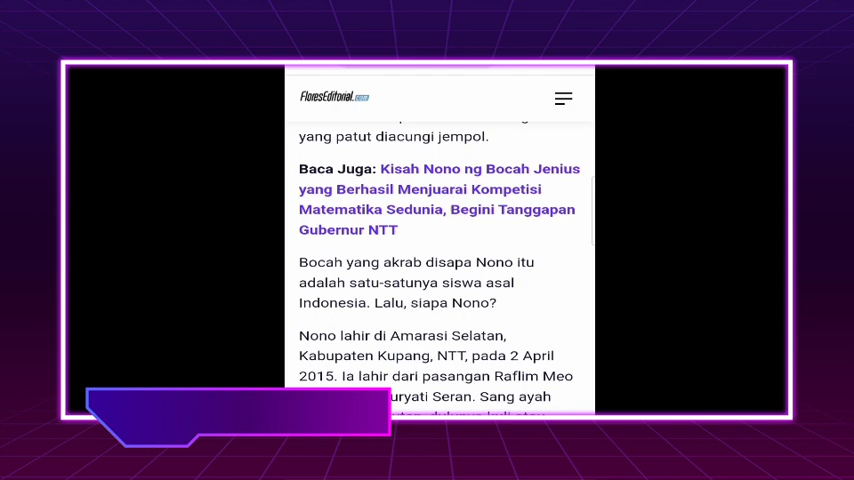 FloresEditorial.com
yang patut diacungi jempol.
Baca Juga: Kisah Nono ng Bocah Jenius
yang Berhasil Menjuarai Kompetisi
Matematika Sedunia, Begini Tanggapan
Gubernur NTT
Bocah yang akrab disapa Nono itu
adalah satu-satunya siswa asal
Indonesia. Lalu, siapa Nono?
Nono lahir di Amarasi Selatan,
Kabupaten Kupang, NTT, pada 2 April
2015. Ia lahir dari pasangan Raflim Meo
uryati Seran. Sang ayah